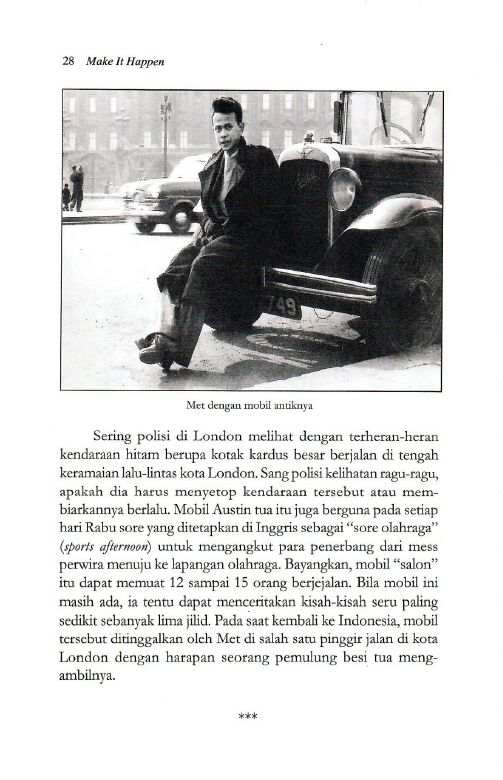 28 Make It Happen
749
Met dengan mobil antiknya
Sering polisi di London melihat dengan terheran-heran
kendaraan hitam berupa kotak kardus besar berjalan di tengah
keramaian lalu-lintas kota London. Sang polisi kelihatan ragu-ragu,
apakah dia harus menyetop kendaraan tersebut atau mem-
biarkannya berlalu. Mobil Austin tua itu juga berguna pada setiap
hari Rabu sore yang ditetapkan di Inggris sebagai “sore olahraga”
(sports afternoon) untuk mengangkut para penerbang dari mess
perwira menuju ke lapangan olahraga. Bayangkan, mobil “salon”
itu dapat memuat 12 sampai 15 orang berjejalan. Bila mobil ini
masih ada, ia tentu dapat menceritakan kisah-kisah seru paling
sedikit sebanyak lima jilid. Pada saat kembali ke Indonesia, mobil
tersebut ditinggalkan oleh Met di salah satu pinggir jalan di kota
London dengan harapan seorang pemulung besi tua meng-
ambilnya.
***